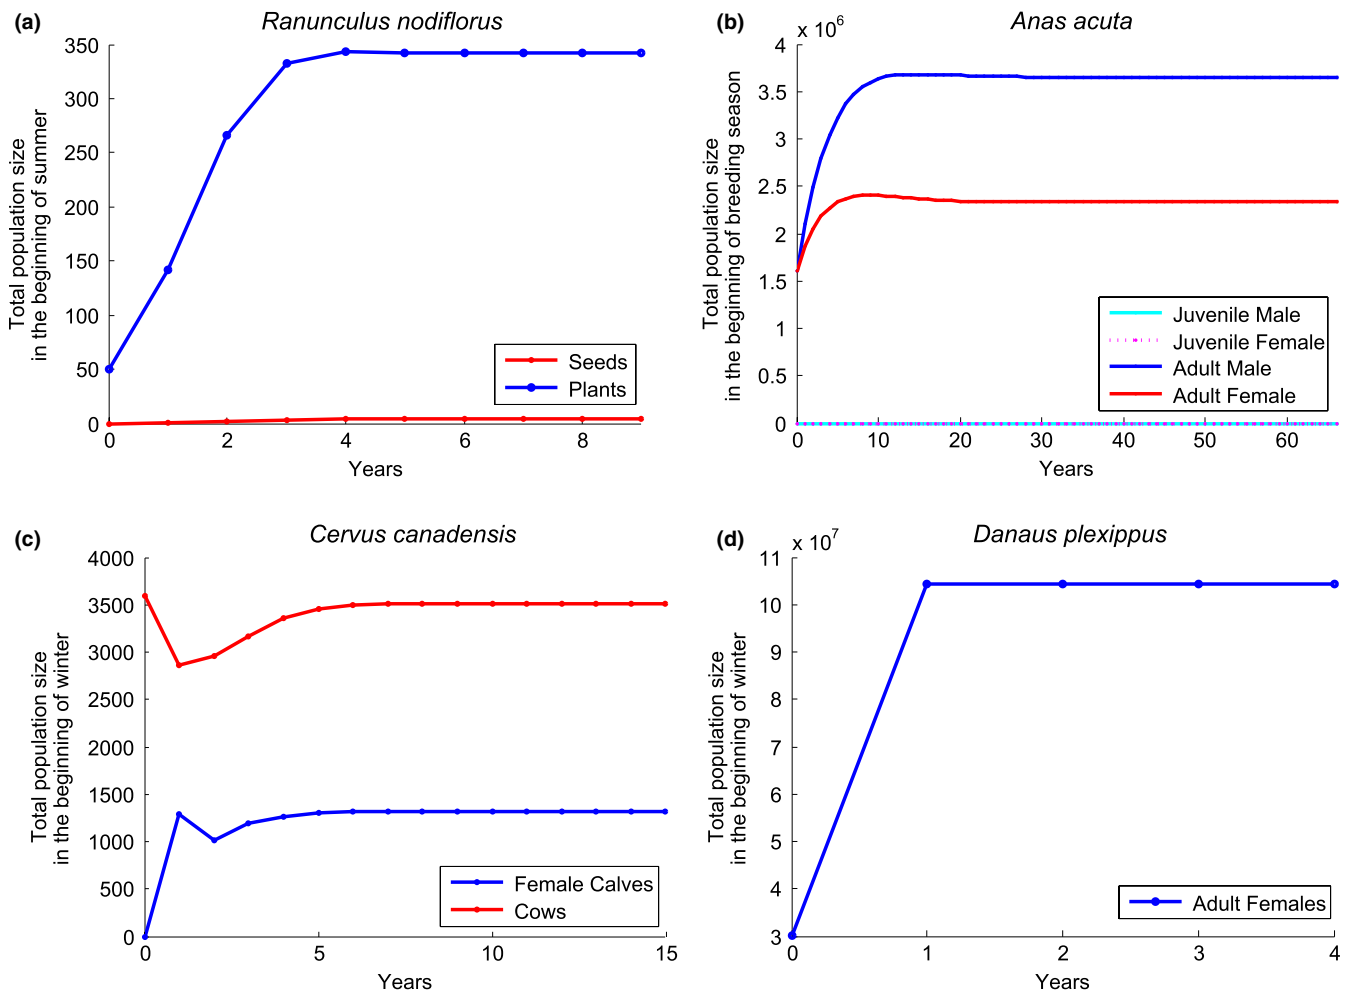 (a)
Ranunculus nodiflorus
350
300
250
200
150
100
50
0
Total population size
in the beginning of summer
0 2 4 6 8
Years
Seeds
Plants
(b)
Anas acuta
x 10⁶
4
3.5
3
2.5
2
1.5
1
0.5
0
Total population size
in the beginning of breeding season
0 10 20 30 40 50 60
Years
Juvenile Male
Juvenile Female
Adult Male
Adult Female
(c)
Cervus canadensis
4000
3500
3000
2500
2000
1500
1000
500
0
Total population size
in the beginning of winter
0 5 10 15
Years
Female Calves
Cows
(d)
Danaus plexippus
x 10⁷
11
10
9
8
7
6
5
4
3
Total population size
in the beginning of winter
0 1 2 3 4
Years
Adult Females